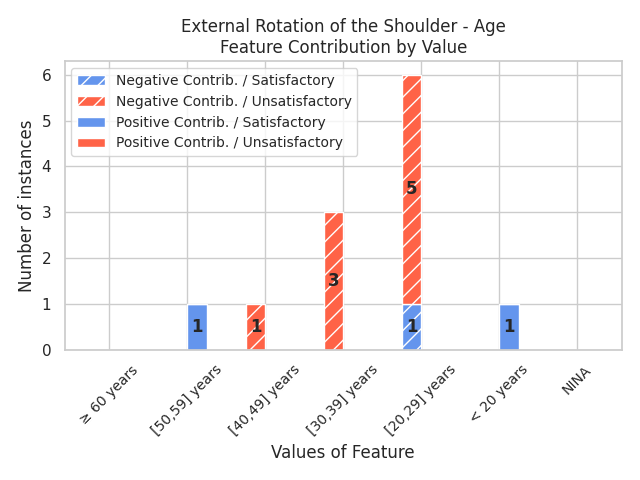 External Rotation of the Shoulder - Age
Feature Contribution by Value
Number of instances
6
5
4
3
2
1
0
Negative Contrib. / Satisfactory
Negative Contrib. / Unsatisfactory
Positive Contrib. / Satisfactory
Positive Contrib. / Unsatisfactory
5
3
1
1
1
1
≥ 60 years
[50,59] years
[40,49] years
[30,39] years
[20,29] years
< 20 years
NINA
Values of Feature